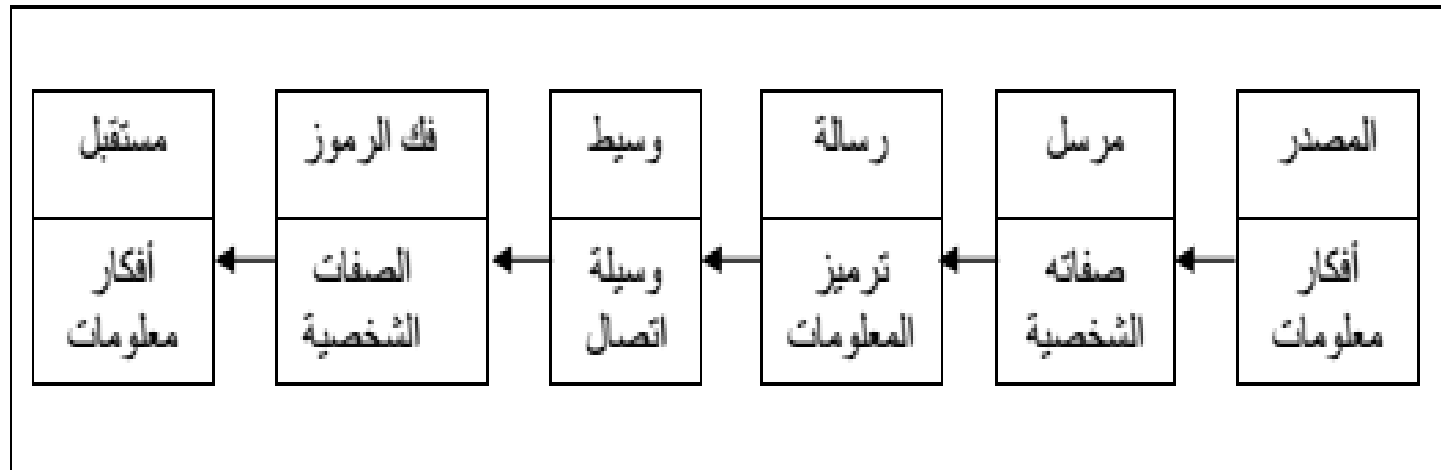 المصدر
أفكار
معلومات
مرسل
صفاته
الشخصية
رسالة
ترميز
المعلومات
وسيط
وسيلة
اتصال
فك الرموز
الصفات
الشخصية
مستقبل
أفكار
معلومات